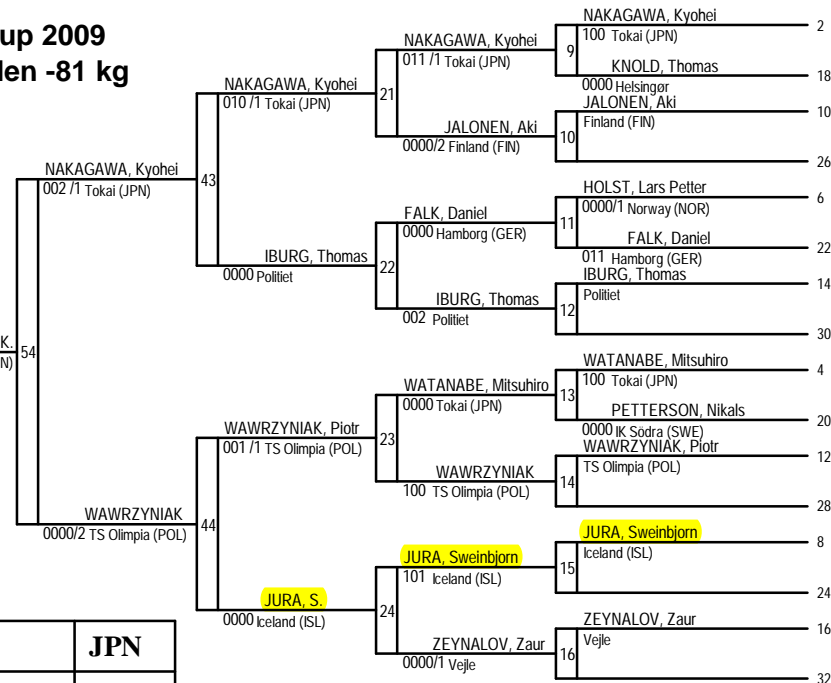 up 2009
len -81 kg
NAKAGAWA, Kyohei
100 Tokai (JPN)
2
9
KNOLD, Thomas
0000 Helsingør
18
NAKAGAWA, Kyohei
011 /1 Tokai (JPN)
21
JALONEN, Aki
Finland (FIN)
10
10
26
JALONEN, Aki
0000/2 Finland (FIN)
NAKAGAWA, Kyohei
010 /1 Tokai (JPN)
43
HOLST, Lars Petter
0000/1 Norway (NOR)
6
11
FALK, Daniel
011 Hamborg (GER)
22
FALK, Daniel
0000 Hamborg (GER)
22
IBURG, Thomas
Politiet
14
12
30
IBURG, Thomas
002 Politiet
IBURG, Thomas
0000 Politiet
NAKAGAWA, Kyohei
002 /1 Tokai (JPN)
K.
N)
54
WATANABE, Mitsuhiro
100 Tokai (JPN)
4
13
PETTERSON, Nikals
0000 IK Södra (SWE)
20
WATANABE, Mitsuhiro
0000 Tokai (JPN)
23
WAWRZYNIAK, Piotr
TS Olimpia (POL)
12
14
28
WAWRZYNIAK
100 TS Olimpia (POL)
WAWRZYNIAK, Piotr
001 /1 TS Olimpia (POL)
44
WAWRZYNIAK
0000/2 TS Olimpia (POL)
JURA, Sweinbjorn
Iceland (ISL)
8
15
24
JURA, Sweinbjorn
101 Iceland (ISL)
24
JURA, S.
0000 Iceland (ISL)
ZEYNALOV, Zaur
Vejle
16
16
32
ZEYNALOV, Zaur
0000/1 Vejle
JPN